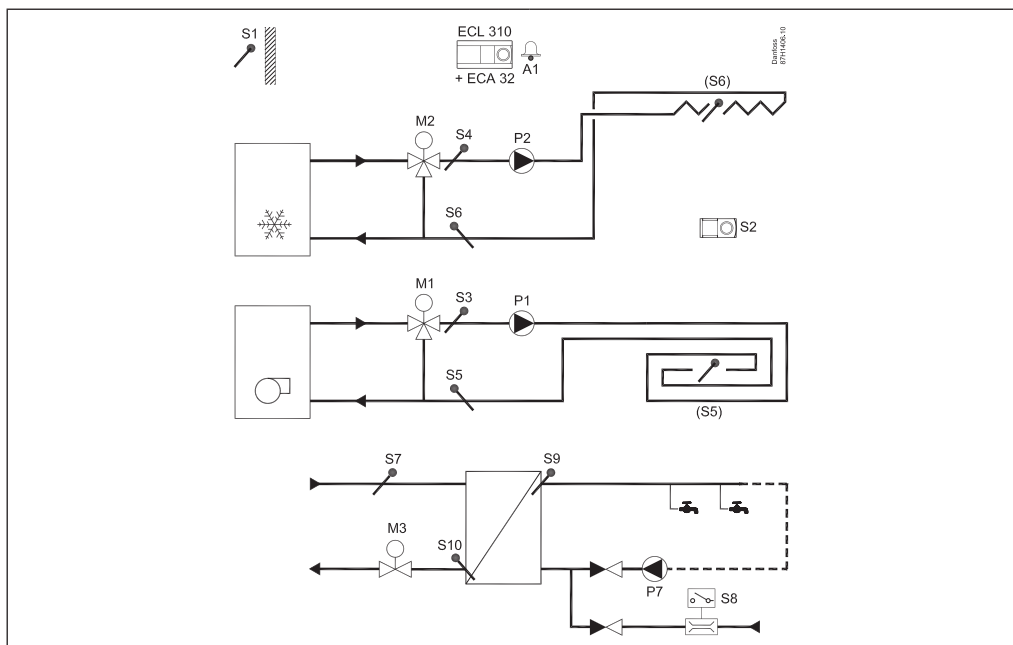 S1
ECL 310
+ ECA 32
A1
Danfoss
87H1406.10
(S6)
M2
S4
P2
S6
S2
M1
S3
P1
S5
(S5)
S7
S9
M3
S10
P7
S8